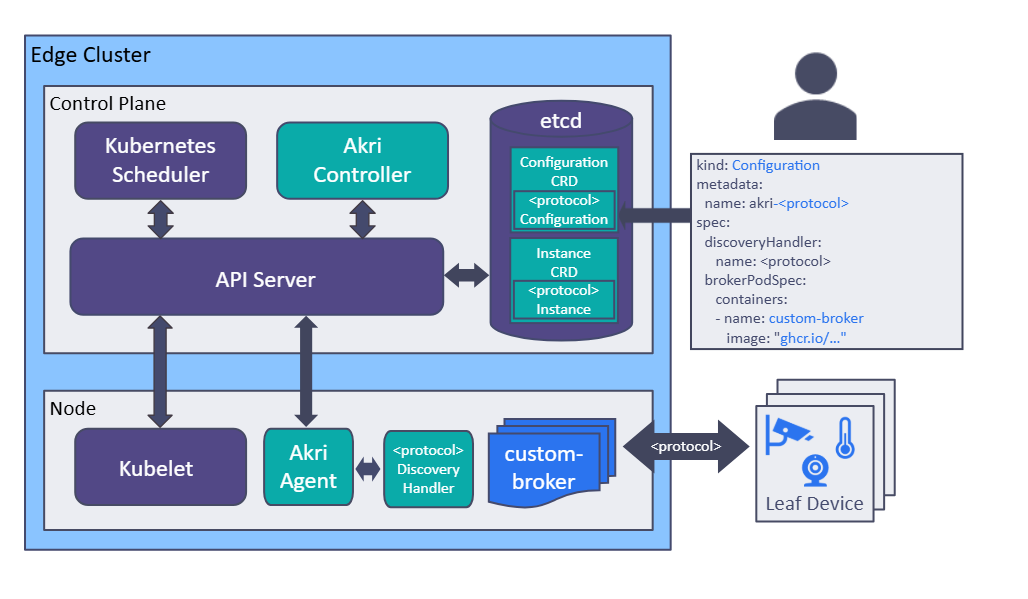 Edge Cluster
Control Plane
Kubernetes
Scheduler
Akri
Controller
etcd
Configuration
CRD
<protocol>
Configuration
Instance
CRD
<protocol>
Instance
API Server
kind: Configuration
metadata:
name: akri-<protocol>
spec:
discoveryHandler:
name: <protocol>
brokerPodSpec:
containers:
- name: custom-broker
image: "ghcr.io/…"
Node
Kubelet
Akri
Agent
<protocol>
Discovery
Handler
custom-
broker
<protocol>
Leaf Device